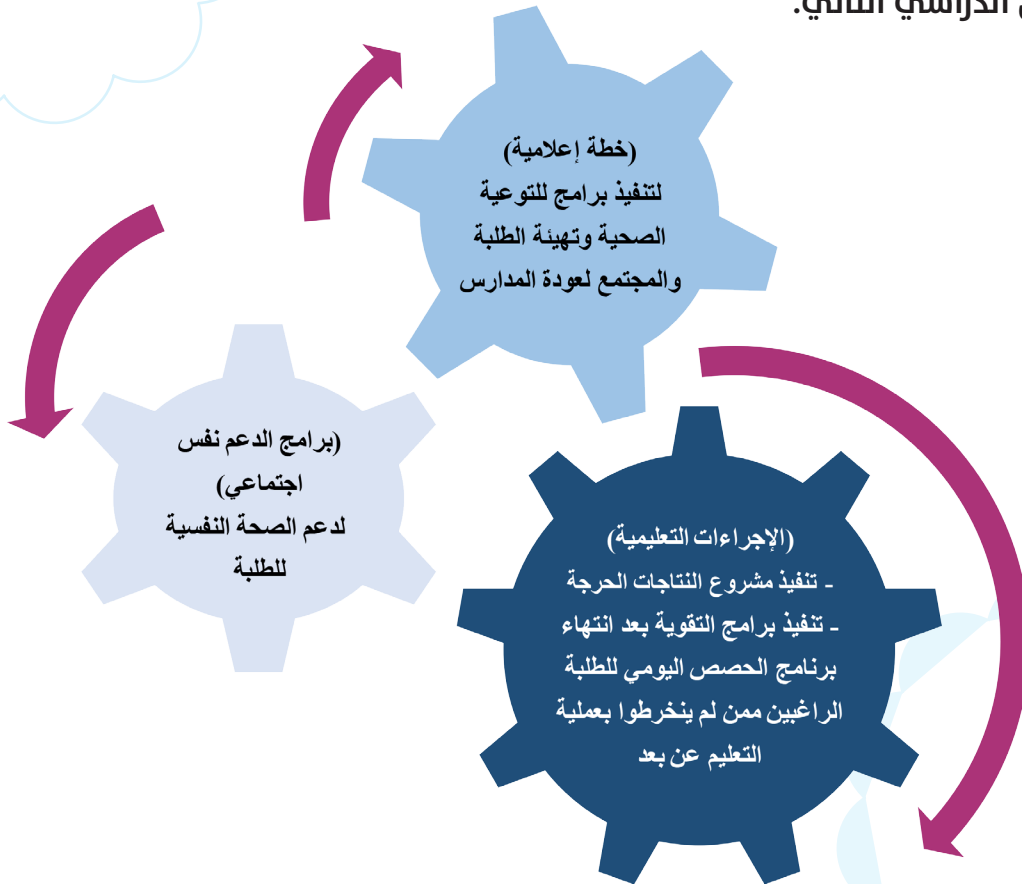 الدراسي الثاني.
(خطة إعلامية)
لتنفيذ برامج للتوعية
الصحية وتهيئة الطلبة
والمجتمع لعودة المدارس
(برامج الدعم نفس
اجتماعي)
لدعم الصحة النفسية
للطلبة
(الإجراءات التعليمية)
- تنفيذ مشروع النتاجات الحرجة
- تنفيذ برامج التقوية بعد انتهاء
برنامج الحصص اليومي للطلبة
الراغبين ممن لم ينخرطوا بعملية
التعليم عن بعد